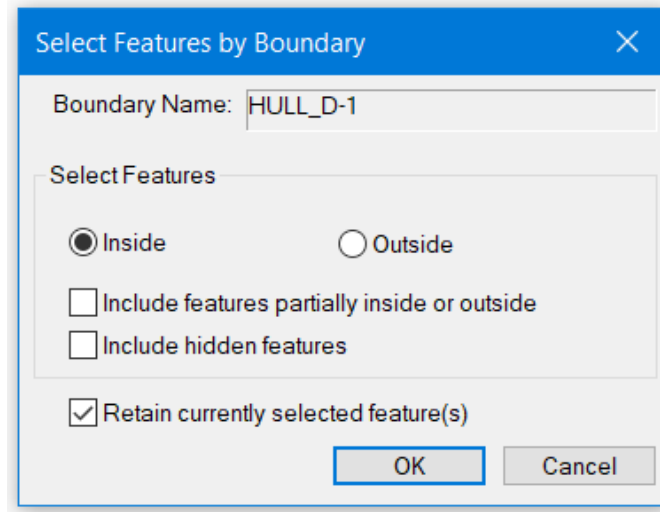 Select Features by Boundary
Boundary Name: HULL_D-1
Select Features
Inside Outside
Include features partially inside or outside
Include hidden features
Retain currently selected feature(s)
OK Cancel